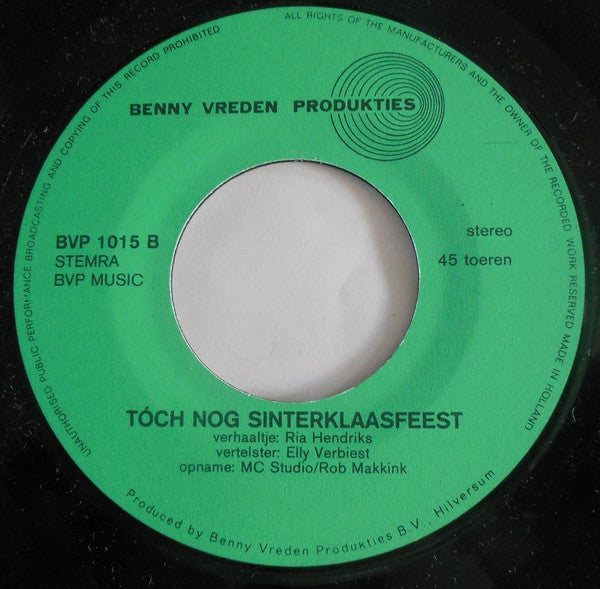 ALL RIGHTS OF THE MANUFACTURERS AND THE OWNER OF THE RECORDED WORK RESERVED MADE IN HOLLAND
UNAUTHORISED PUBLIC PERFORMANCE BROADCASTING AND COPYING OF THIS RECORD PROHIBITED
BENNY VREDEN PRODUKTIES
BVP 1015 B
STEMRA
BVP MUSIC
stereo
45 toeren
TÓCH NOG SINTERKLAASFEEST
verhaaltje: Ria Hendriks
vertelster: Elly Verbiest
opname: MC Studio/Rob Makkink
Produced by Benny Vreden Produkties B.V., Hilversum